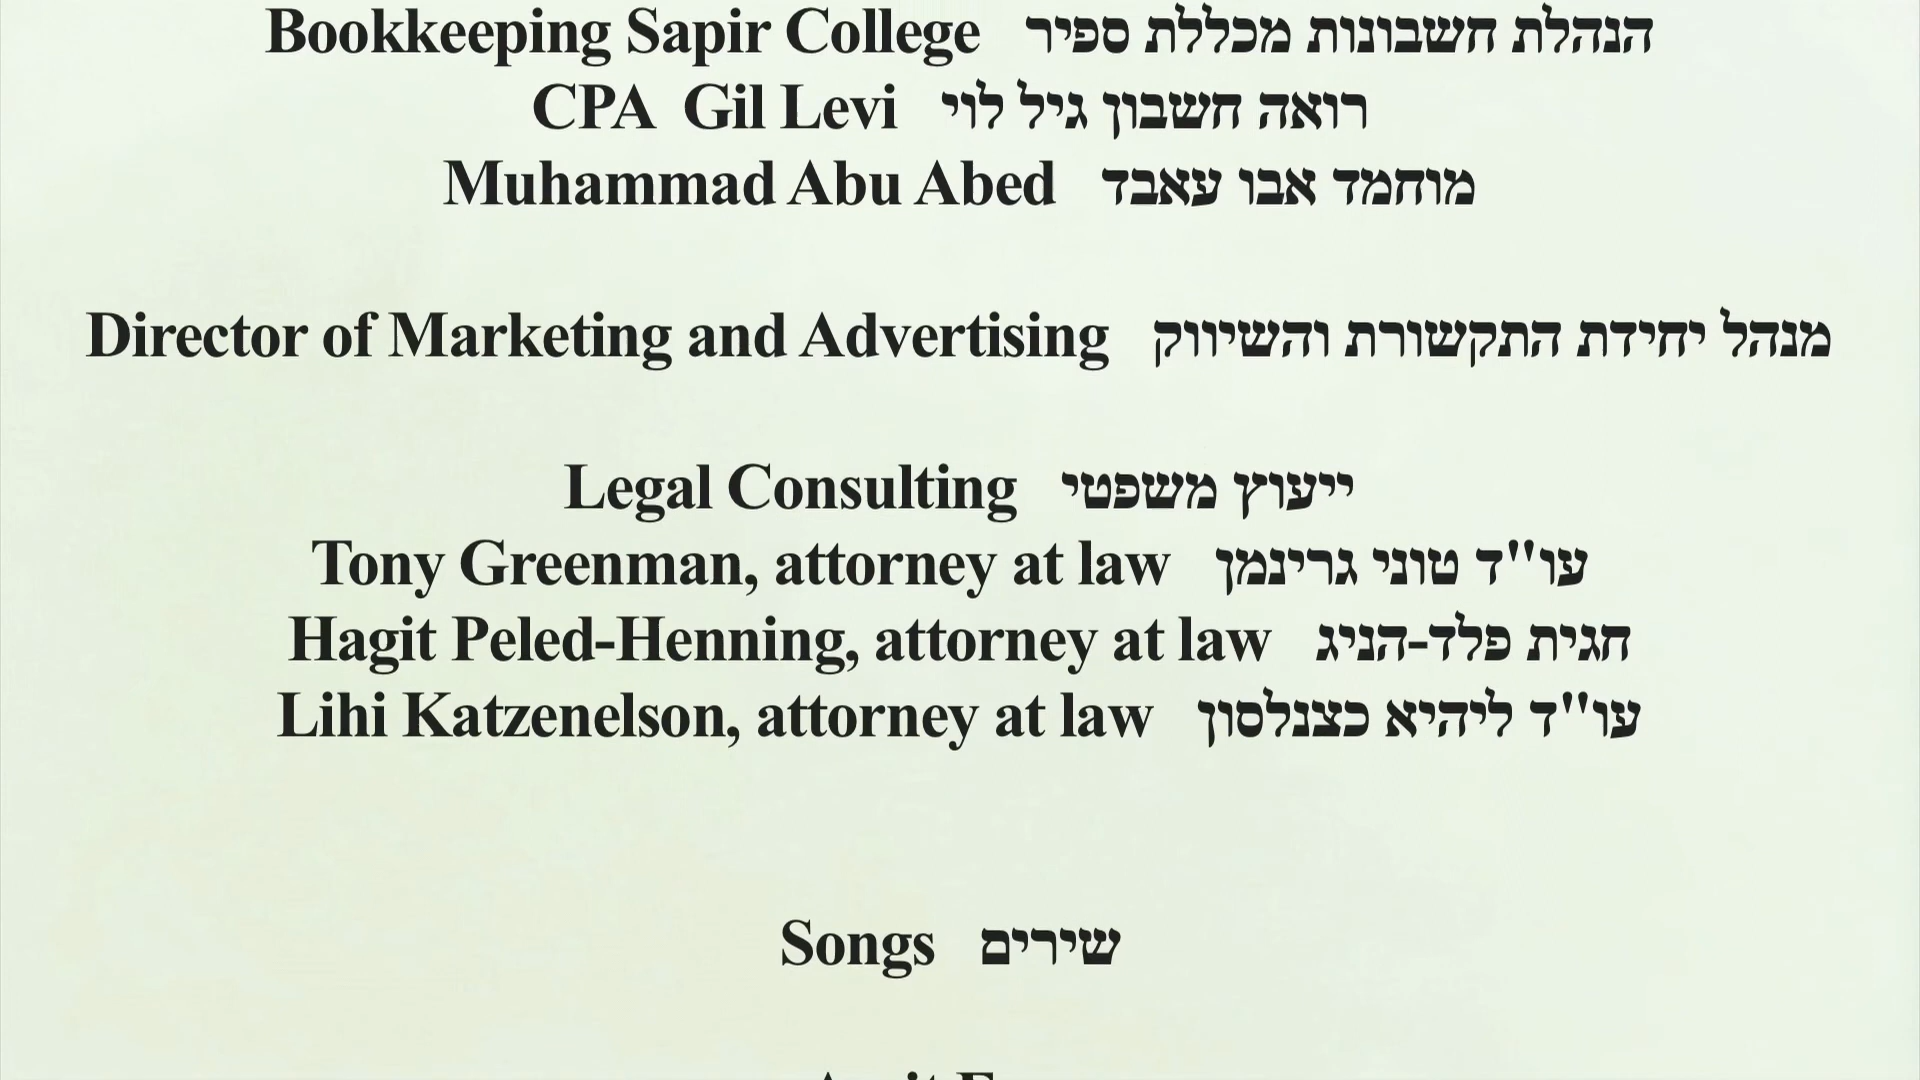 Bookkeeping Sapir College הנהלת חשבונות מכללת ספיר
CPA Gil Levi רואה חשבון גיל לוי
Muhammad Abu Abed מוחמד אבו עאבד
Director of Marketing and Advertising מנהל יחידת התקשורת והשיווק
Legal Consulting ייעוץ משפטי
Tony Greenman, attorney at law עו"ד טוני גרינמן
Hagit Peled-Henning, attorney at law חגית פלד-הניג
Lihi Katzenelson, attorney at law עו"ד ליהיא כצנלסון
Songs שירים